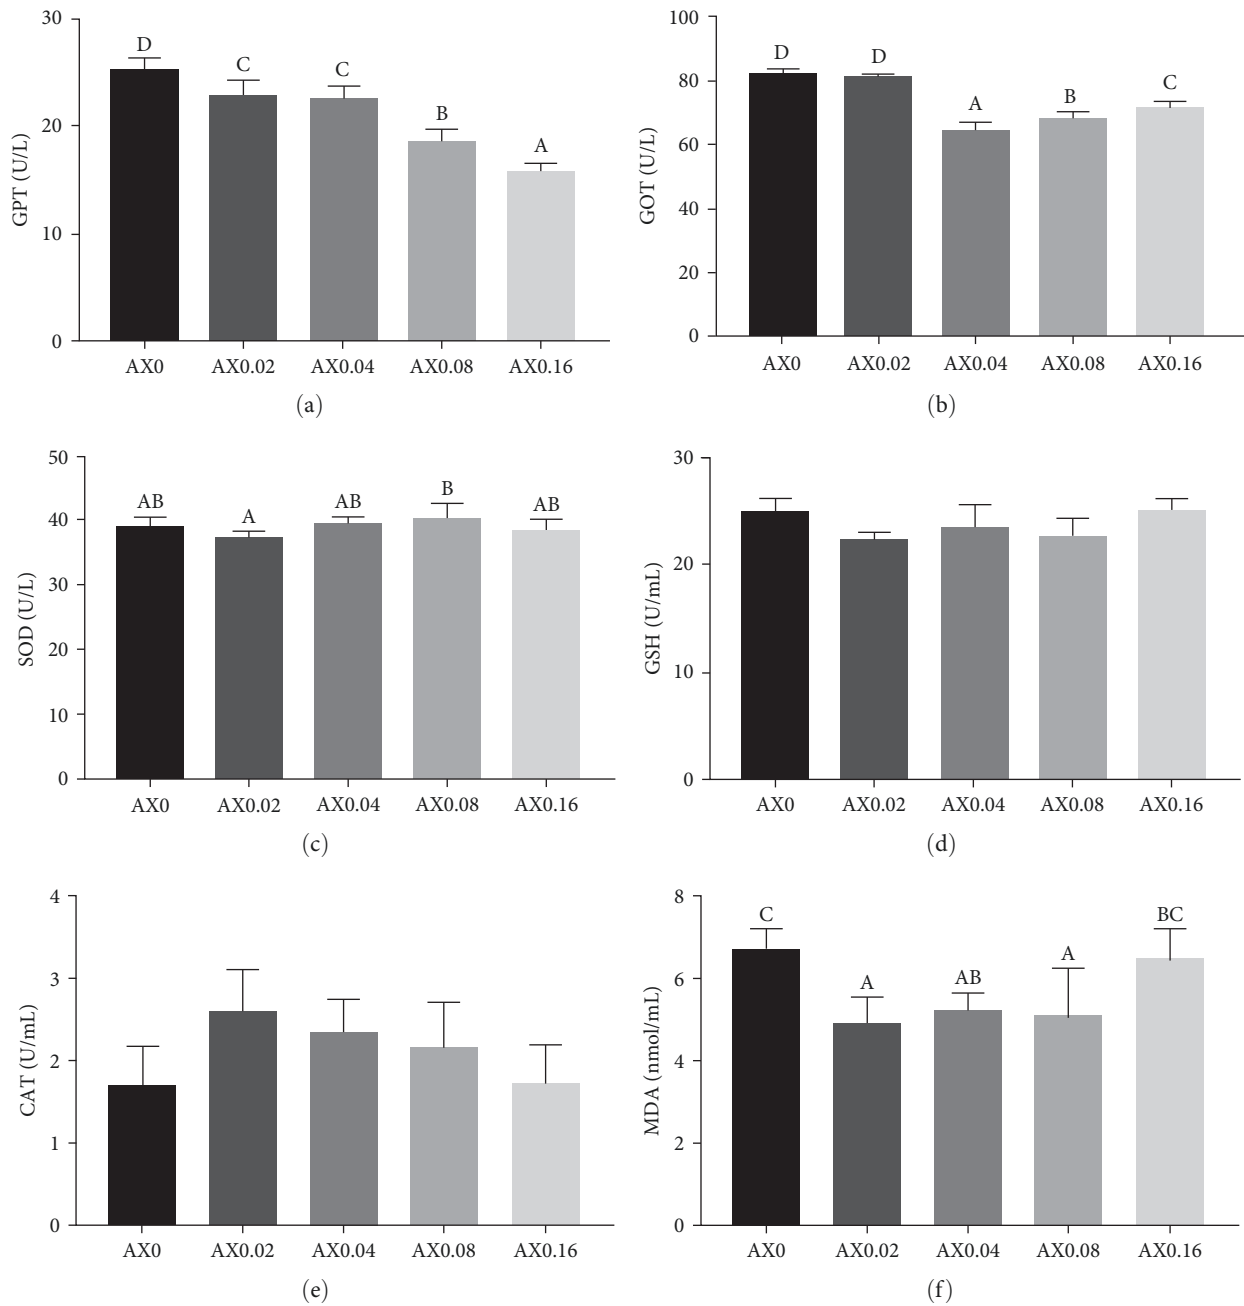 30
20
10
0
GPT (U/L)
D
C
C
B
A
AX0 AX0.02 AX0.04 AX0.08 AX0.16
(a)
100
80
60
40
20
0
GOT (U/L)
D
D
A
B
C
AX0 AX0.02 AX0.04 AX0.08 AX0.16
(b)
50
40
30
20
10
0
SOD (U/L)
AB
A
AB
B
AB
AX0 AX0.02 AX0.04 AX0.08 AX0.16
(c)
30
20
10
0
GSH (U/mL)
AX0 AX0.02 AX0.04 AX0.08 AX0.16
(d)
4
3
2
1
0
CAT (U/mL)
AX0 AX0.02 AX0.04 AX0.08 AX0.16
(e)
8
6
4
2
0
MDA (nmol/mL)
C
A
AB
A
BC
AX0 AX0.02 AX0.04 AX0.08 AX0.16
(f)